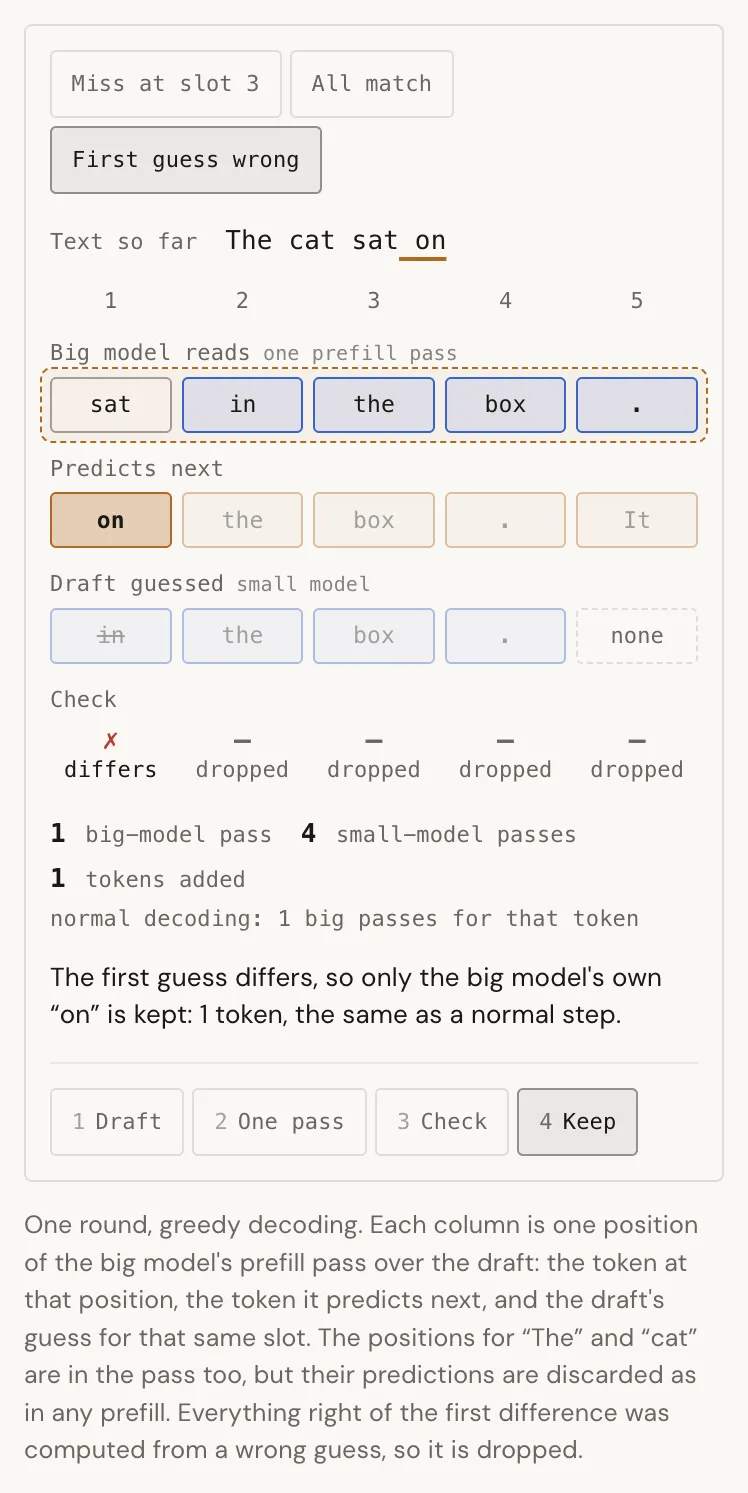 Miss at slot 3 All match
First guess wrong
Text so far The cat sat on
1 2 3 4 5
Big model reads one prefill pass
sat in the box .
Predicts next
on the box . It
Draft guessed small model
in the box . none
Check
✗ — — — —
differs dropped dropped dropped dropped
1 big-model pass 4 small-model passes
1 tokens added
normal decoding: 1 big passes for that token
The first guess differs, so only the big model's own
“on” is kept: 1 token, the same as a normal step.
1 Draft 2 One pass 3 Check 4 Keep
One round, greedy decoding. Each column is one position
of the big model's prefill pass over the draft: the token at
that position, the token it predicts next, and the draft's
guess for that same slot. The positions for “The” and “cat”
are in the pass too, but their predictions are discarded as
in any prefill. Everything right of the first difference was
computed from a wrong guess, so it is dropped.